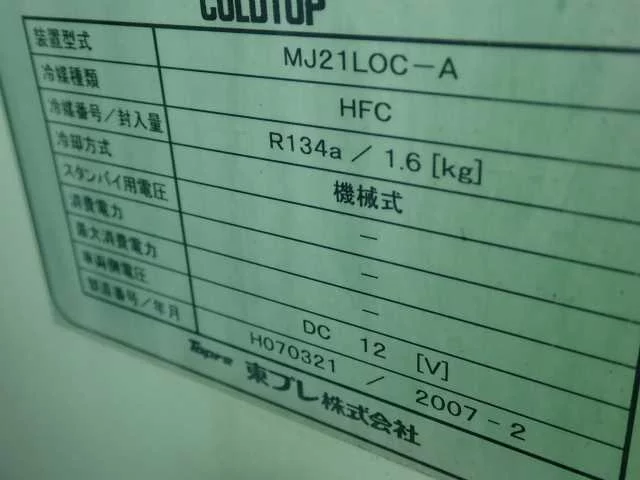 COLDTOP
装置型式 MJ21LOC-A
冷媒種類 HFC
冷媒番号/封入量 R134a / 1.6 [kg]
冷却方式 機械式
スタンバイ用電圧 —
消費電力 —
最大消費電力 —
車両側電圧 DC 12 [V]
製造番号/年月 H070321 / 2007-2
Topre 東プレ株式会社